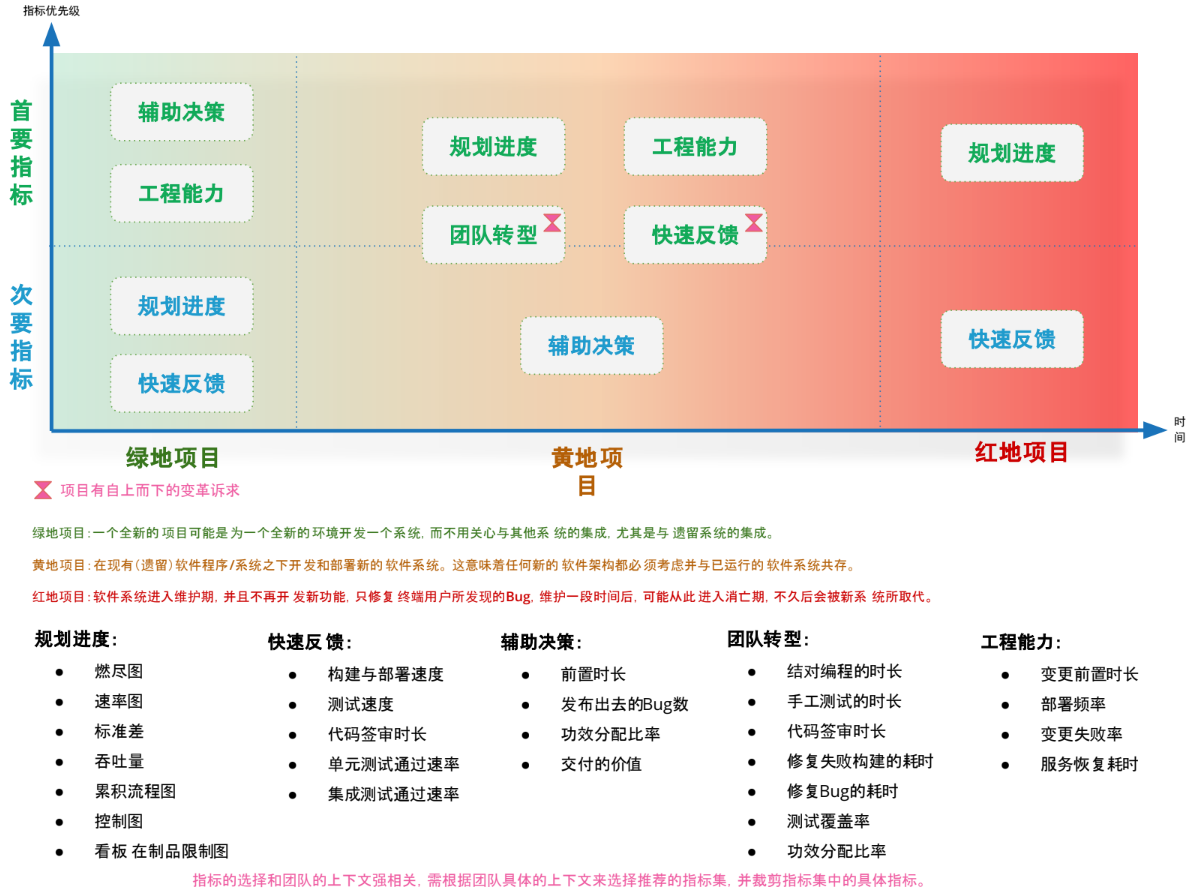 指标优先级
首要指标
辅助决策
工程能力
规划进度
工程能力
规划进度
团队转型
快速反馈
次要指标
规划进度
快速反馈
辅助决策
快速反馈
时间
绿地项目
黄地项目
红地项目
项目有自上而下的变革诉求
绿地项目:一个全新的项目可能是为一个全新的环境开发一个系统, 而不用关心与其他系统的集成, 尤其是与遗留系统的集成。
黄地项目:在现有(遗留)软件程序/系统之下开发和部署新的软件系统。这意味着任何新的软件架构都必须考虑并与已运行的软件系统共存。
红地项目:软件系统进入维护期, 并且不再开发新功能, 只修复终端用户所发现的Bug, 维护一段时间后, 可能从此进入消亡期, 不久后会被新系统所取代。
规划进度:
● 燃尽图
● 速率图
● 标准差
● 吞吐量
● 累积流程图
● 控制图
● 看板 在制品限制图
快速反馈:
● 构建与部署速度
● 测试速度
● 代码签审时长
● 单元测试通过速率
● 集成测试通过速率
辅助决策:
● 前置时长
● 发布出去的Bug数
● 功效分配比率
● 交付的价值
团队转型:
● 结对编程的时长
● 手工测试的时长
● 代码签审时长
● 修复失败构建的耗时
● 修复Bug的耗时
● 测试覆盖率
● 功效分配比率
工程能力:
● 变更前置时长
● 部署频率
● 变更失败率
● 服务恢复耗时
指标的选择和团队的上下文强相关, 需根据团队具体的上下文来选择推荐的指标集, 并裁剪指标集中的具体指标。